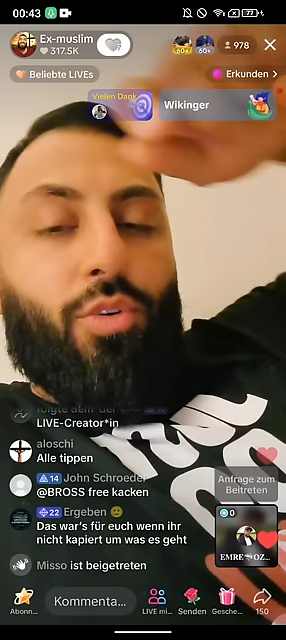 00:43
77
Ex-muslim
317.5K
60+
60+
978
Beliebte LIVEs
Erkunden >
Vielen Dank
Wikinger
folgte dem/ der
LIVE-Creator*in
aloschi
Alle tippen
14 John Schroeder
@BROSS free kacken
Anfrage zum
Beitreten
22 Ergeben
Das war's für euch wenn ihr
nicht kapiert um was es geht
0
EMRE OZ...
Misso ist beigetreten
Abonn...
Kommenta...
LIVE mi...
Senden
Gesche...
150